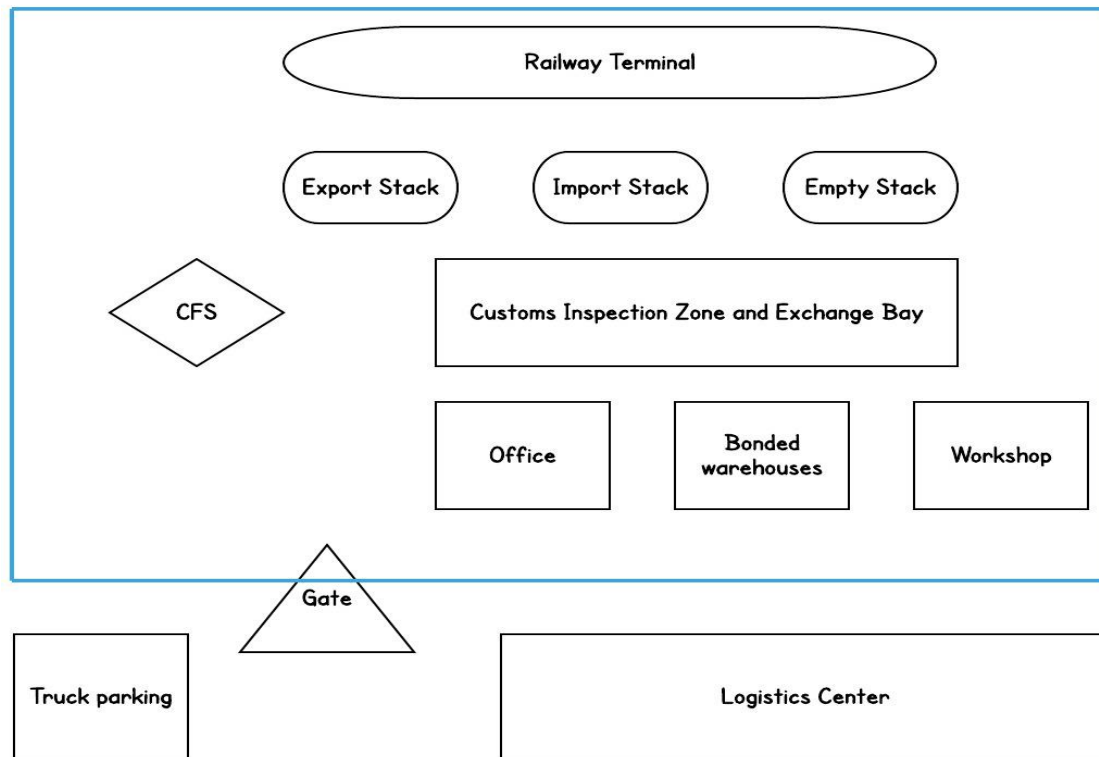 Railway Terminal
Export Stack
Import Stack
Empty Stack
CFS
Customs Inspection Zone and Exchange Bay
Office
Bonded
warehouses
Workshop
Gate
Truck parking
Logistics Center